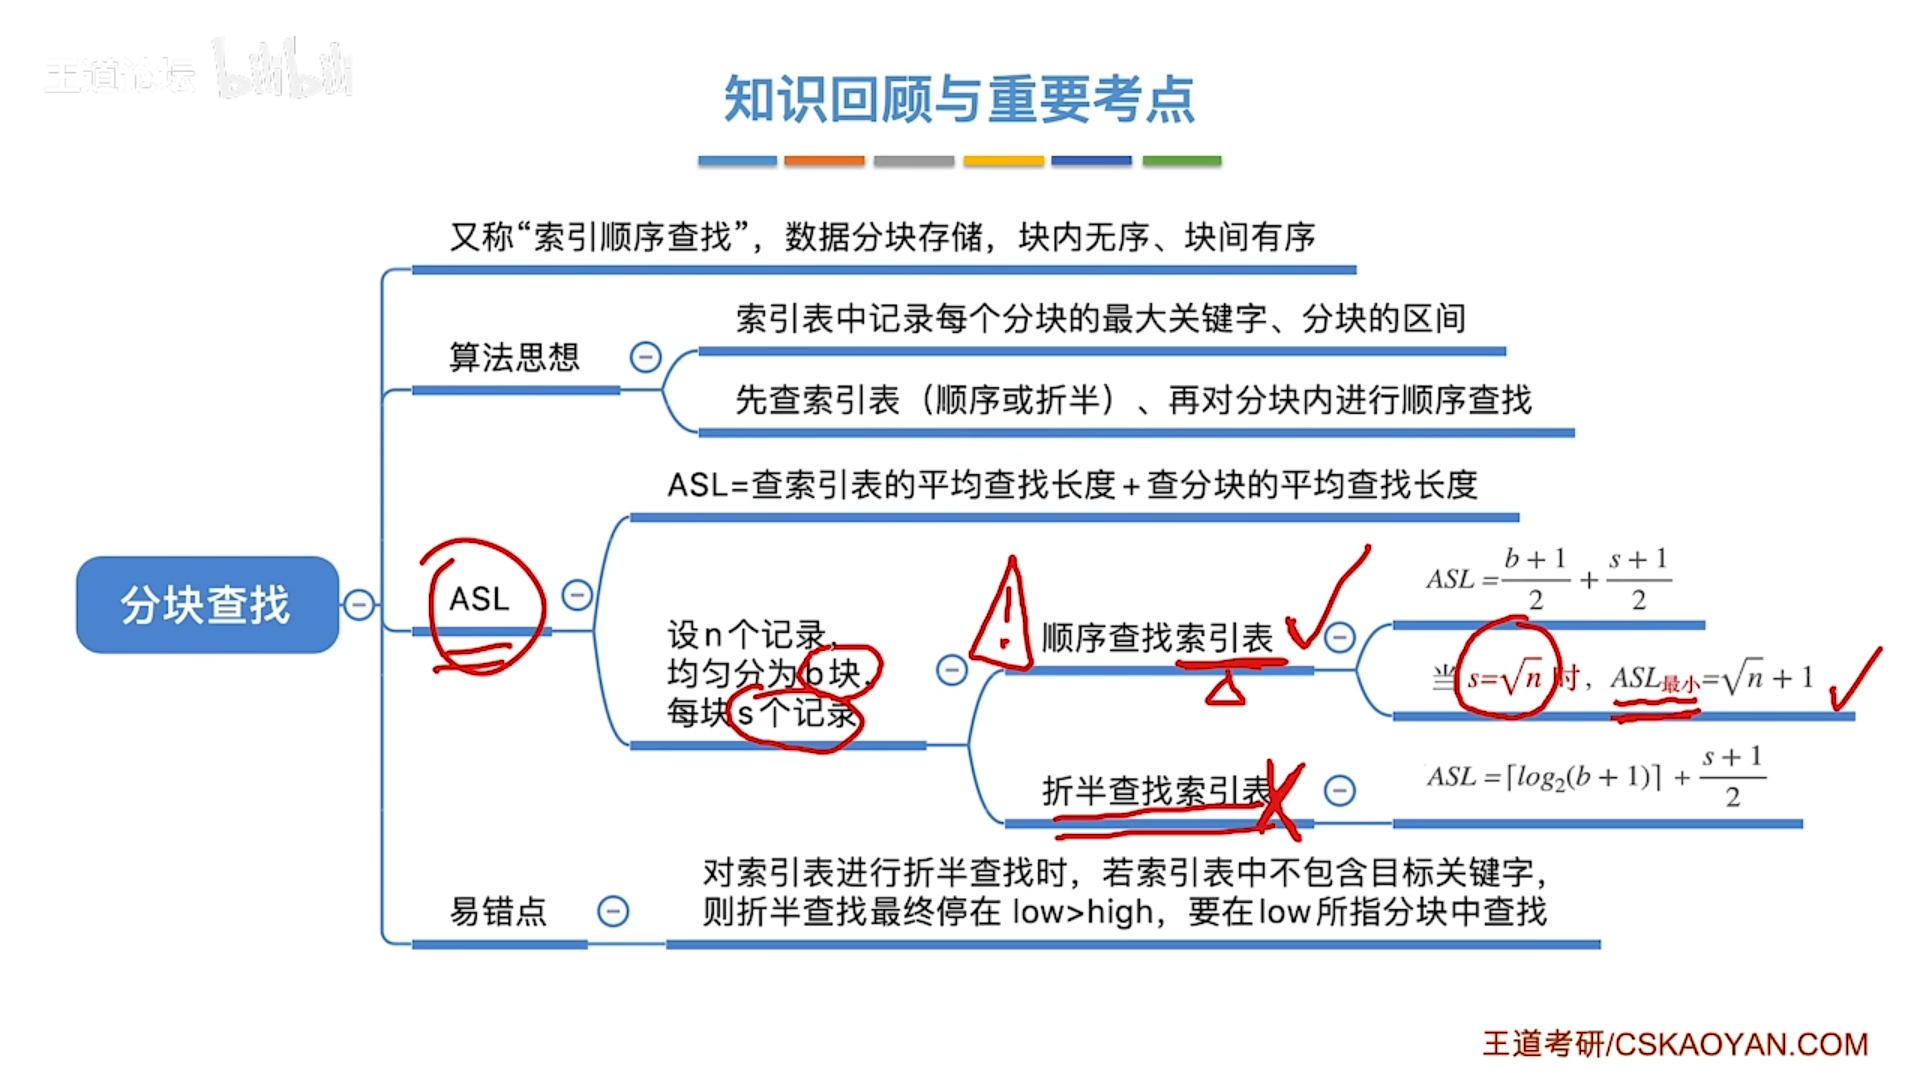 王道论坛 bilibili
知识回顾与重要考点
又称“索引顺序查找”，数据分块存储，块内无序、块间有序
算法思想
索引表中记录每个分块的最大关键字、分块的区间
先查索引表（顺序或折半）、再对分块内进行顺序查找
分块查找
ASL
ASL=查索引表的平均查找长度+查分块的平均查找长度
设n个记录，
均匀分为b块，
每块s个记录
顺序查找索引表
ASL = (b+1)/2 + (s+1)/2
当 s=√n 时，ASL最小=√n + 1
折半查找索引表
ASL = ⌈log₂(b + 1)⌉ + (s+1)/2
易错点
对索引表进行折半查找时，若索引表中不包含目标关键字，
则折半查找最终停在 low>high，要在low所指分块中查找
王道考研/CSKAOYAN.COM